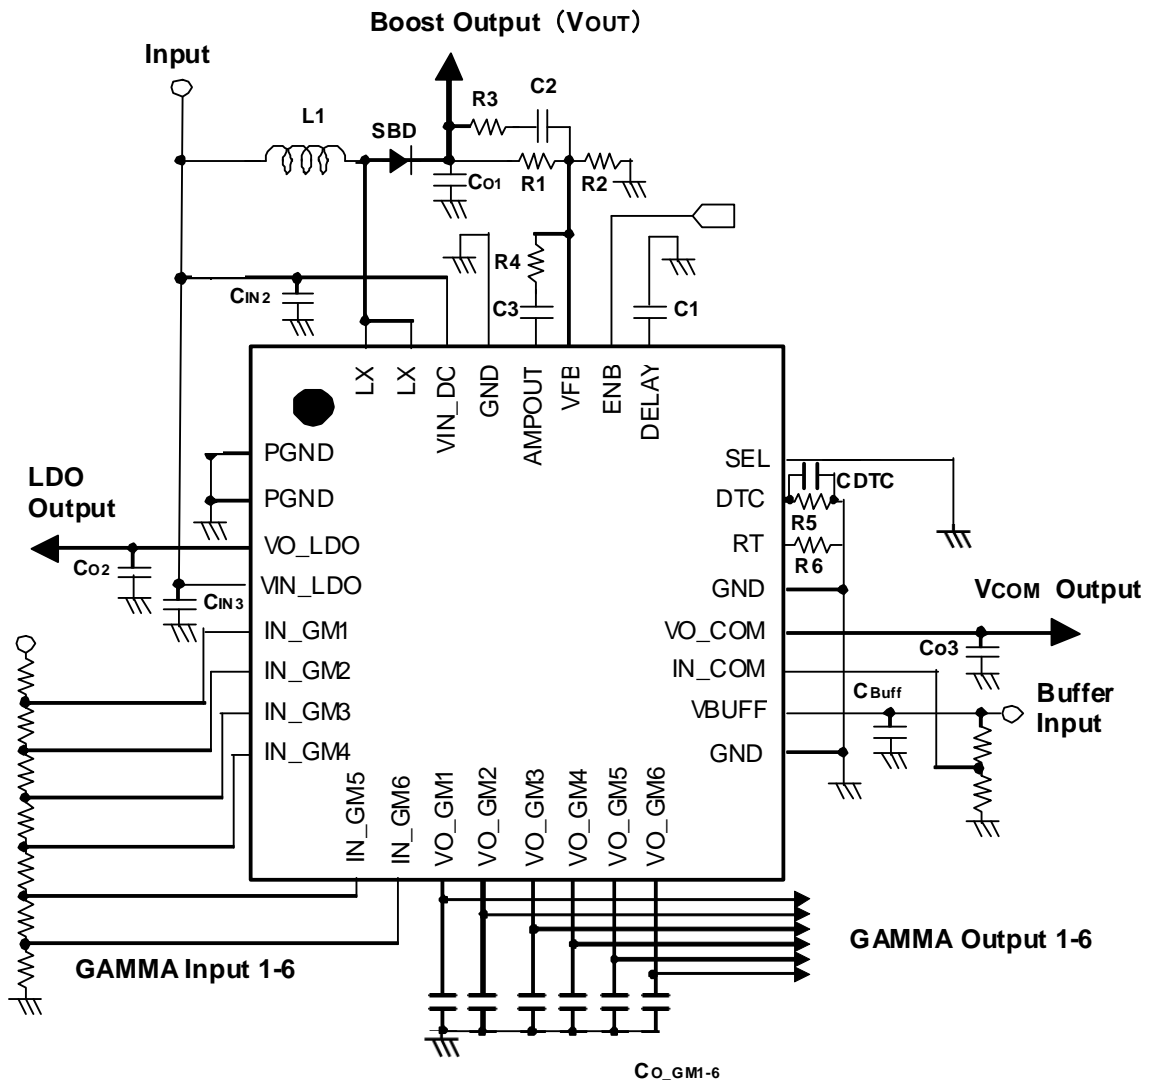 Boost Output (VOUT)
Input
L1
SBD
R3
C2
CO1
R1
R2
R4
CIN2
C3
C1
LX
LX
VIN_DC
GND
AMPOUT
VFB
ENB
DELAY
PGND
PGND
VO_LDO
VIN_LDO
IN_GM1
IN_GM2
IN_GM3
IN_GM4
LDO
Output
CO2
CIN3
SEL
DTC
RT
GND
VO_COM
IN_COM
VBUFF
GND
CDTC
R5
R6
VCOM Output
Co3
CBuff
Buffer
Input
IN_GM5
IN_GM6
VO_GM1
VO_GM2
VO_GM3
VO_GM4
VO_GM5
VO_GM6
GAMMA Input 1-6
GAMMA Output 1-6
CO_GM1-6